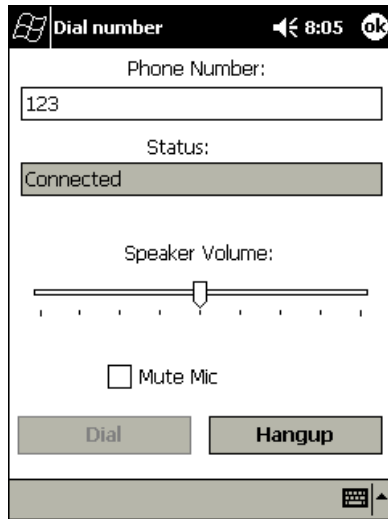 Dial number 8:05 ok
Phone Number:
123
Status:
Connected
Speaker Volume:
Mute Mic
Dial Hangup